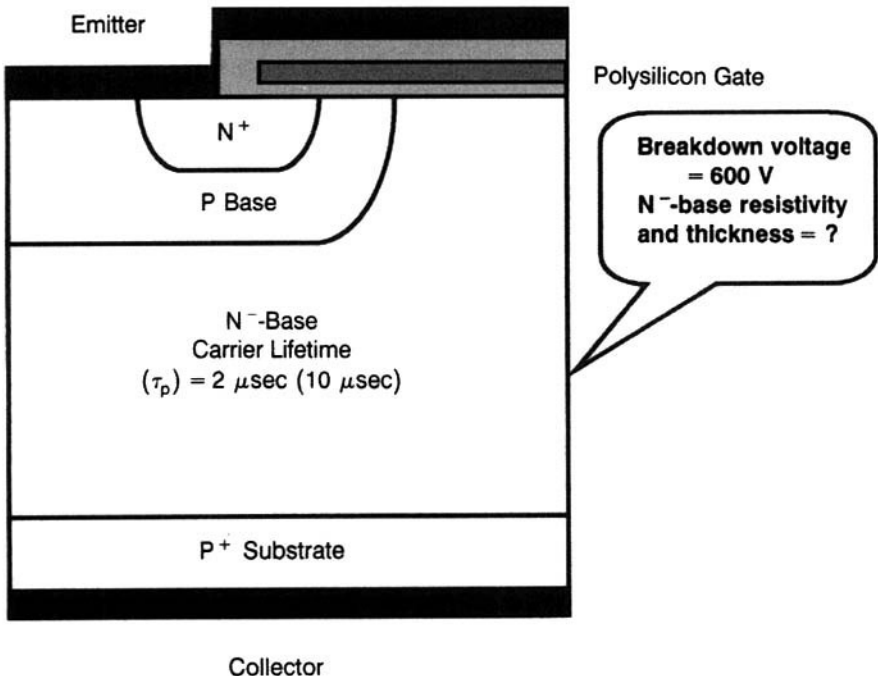 Emitter
Polysilicon Gate
N⁺
P Base
Breakdown voltage
= 600 V
N⁻-base resistivity
and thickness = ?
N⁻-Base
Carrier Lifetime
(τp) = 2 μsec (10 μsec)
P⁺ Substrate
Collector